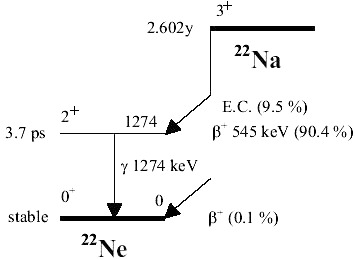 3⁺
2.602y
²²Na
E.C. (9.5 %)
2⁺ 1274
β⁺ 545 keV (90.4 %)
3.7 ps
γ 1274 keV
0⁺ 0
stable
β⁺ (0.1 %)
²²Ne